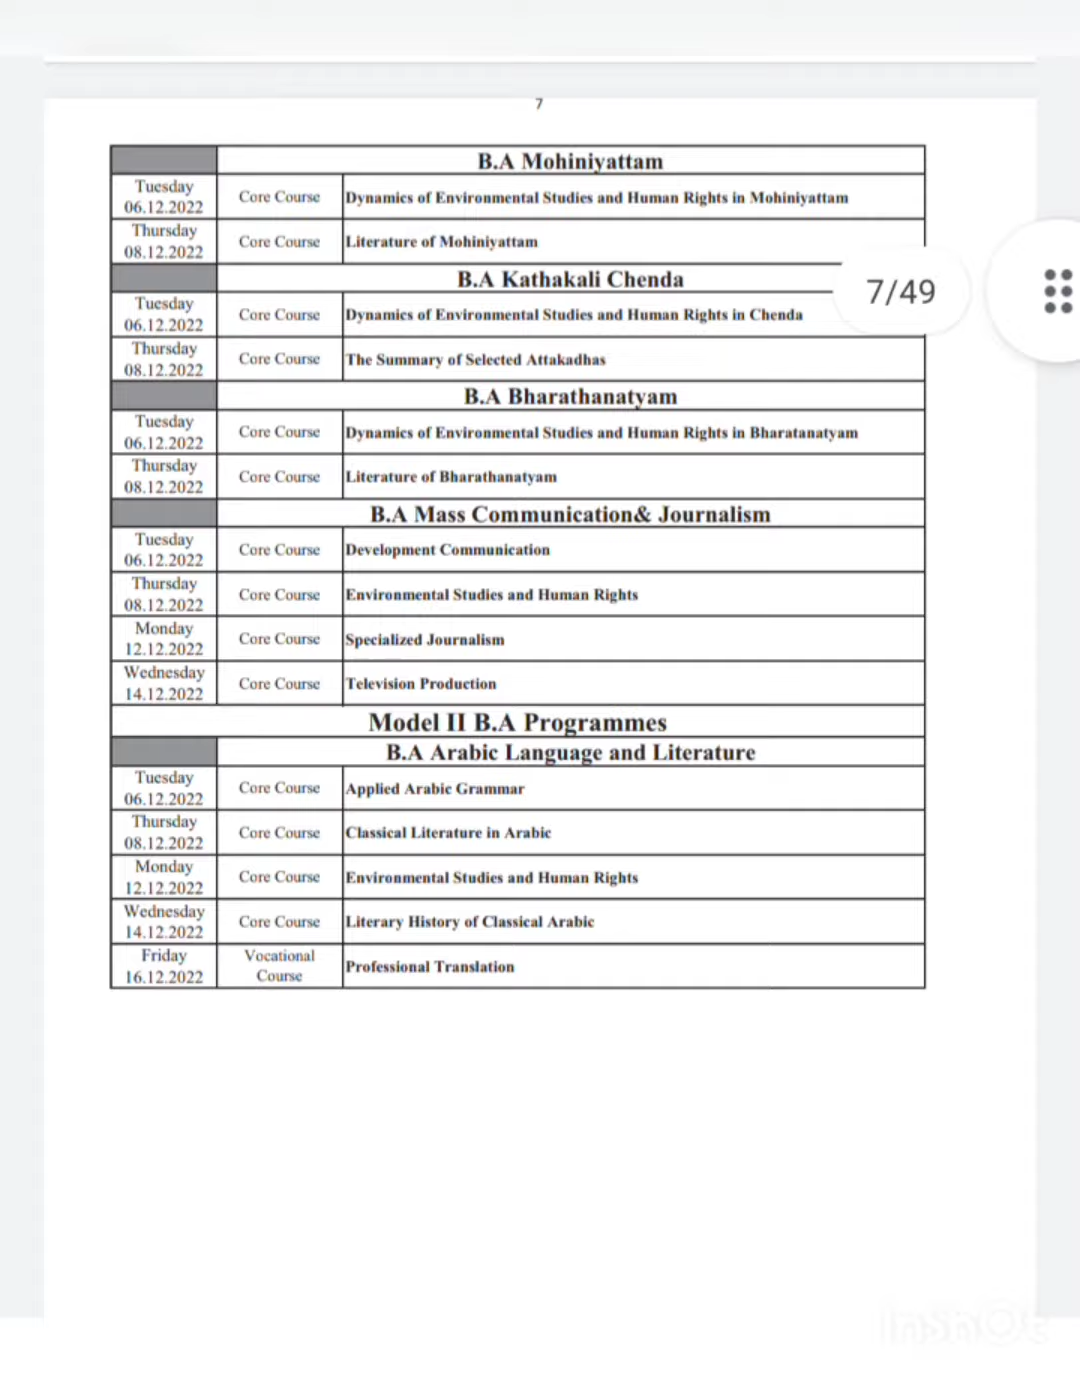 7
B.A Mohiniyattam
Tuesday
06.12.2022
Core Course
Dynamics of Environmental Studies and Human Rights in Mohiniyattam
Thursday
08.12.2022
Core Course
Literature of Mohiniyattam
B.A Kathakali Chenda
7/49
Tuesday
06.12.2022
Core Course
Dynamics of Environmental Studies and Human Rights in Chenda
Thursday
08.12.2022
Core Course
The Summary of Selected Attakadhas
B.A Bharathanatyam
Tuesday
06.12.2022
Core Course
Dynamics of Environmental Studies and Human Rights in Bharatanatyam
Thursday
08.12.2022
Core Course
Literature of Bharathanatyam
B.A Mass Communication& Journalism
Tuesday
06.12.2022
Core Course
Development Communication
Thursday
08.12.2022
Core Course
Environmental Studies and Human Rights
Monday
12.12.2022
Core Course
Specialized Journalism
Wednesday
14.12.2022
Core Course
Television Production
Model II B.A Programmes
B.A Arabic Language and Literature
Tuesday
06.12.2022
Core Course
Applied Arabic Grammar
Thursday
08.12.2022
Core Course
Classical Literature in Arabic
Monday
12.12.2022
Core Course
Environmental Studies and Human Rights
Wednesday
14.12.2022
Core Course
Literary History of Classical Arabic
Friday
16.12.2022
Vocational
Course
Professional Translation